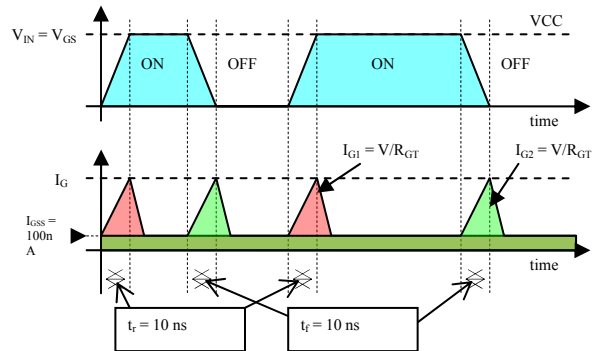 VCC
V_IN = V_GS
ON
OFF
ON
OFF
time
I_G1 = V/R_GT
I_G2 = V/R_GT
I_G
I_GSS =
100n
A
time
t_r = 10 ns
t_f = 10 ns